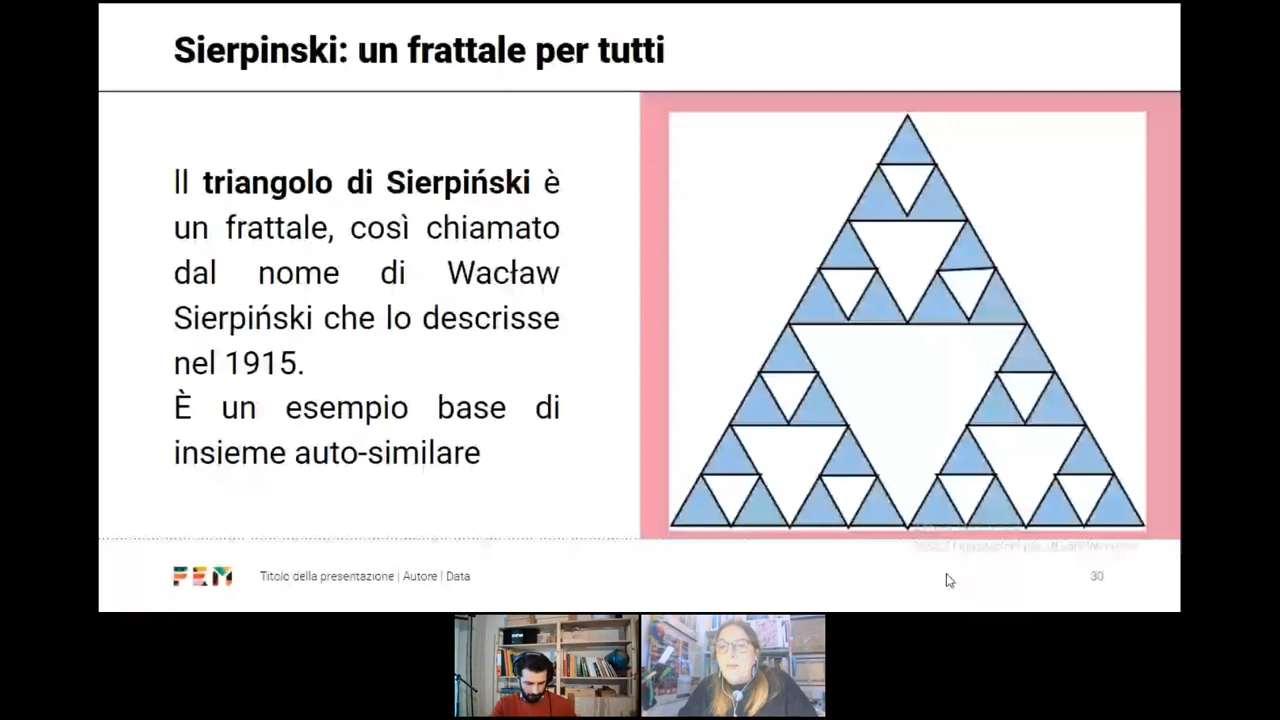 Sierpinski: un frattale per tutti
Il triangolo di Sierpiński è
un frattale, così chiamato
dal nome di Wacław
Sierpiński che lo descrisse
nel 1915.
È un esempio base di
insieme auto-similare
FEM
Titolo della presentazione | Autore | Data
30